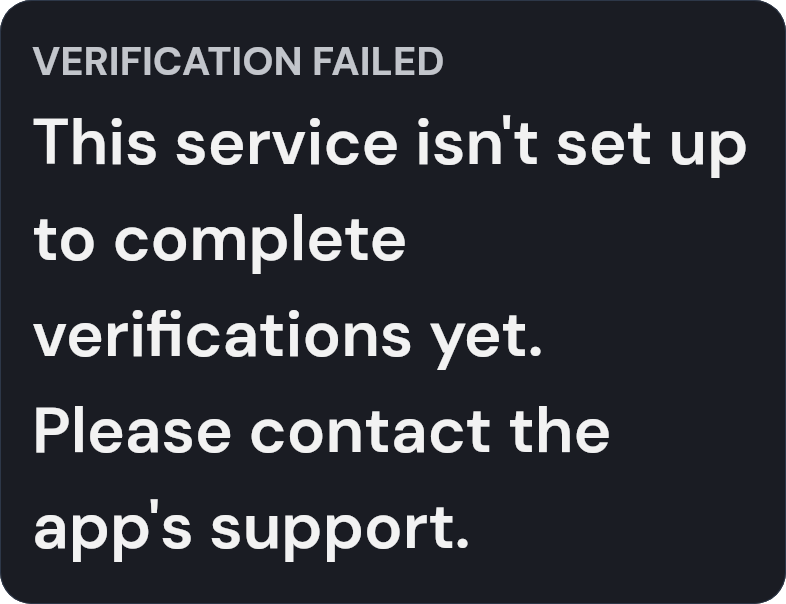 VERIFICATION FAILED
This service isn't set up
to complete
verifications yet.
Please contact the
app's support.